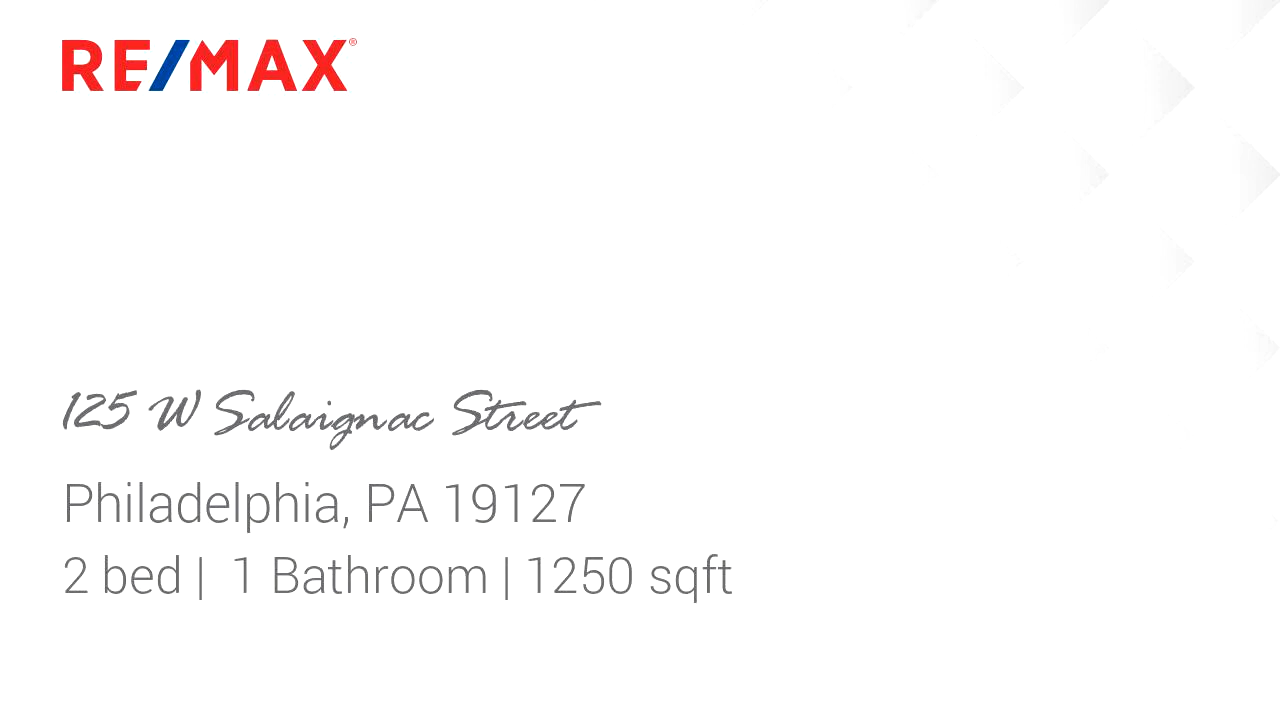 RE/MAX®
125 W Salaignac Street
Philadelphia, PA 19127
2 bed | 1 Bathroom | 1250 sqft